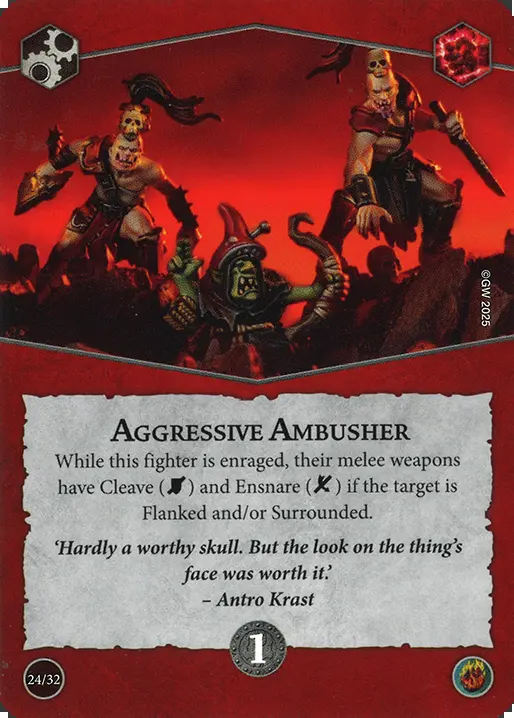 ©GW 2025
AGGRESSIVE AMBUSHER
While this fighter is enraged, their melee weapons
have Cleave ( ) and Ensnare ( ) if the target is
Flanked and/or Surrounded.
‘Hardly a worthy skull. But the look on the thing’s
face was worth it.’
– Antro Krast
1
24/32